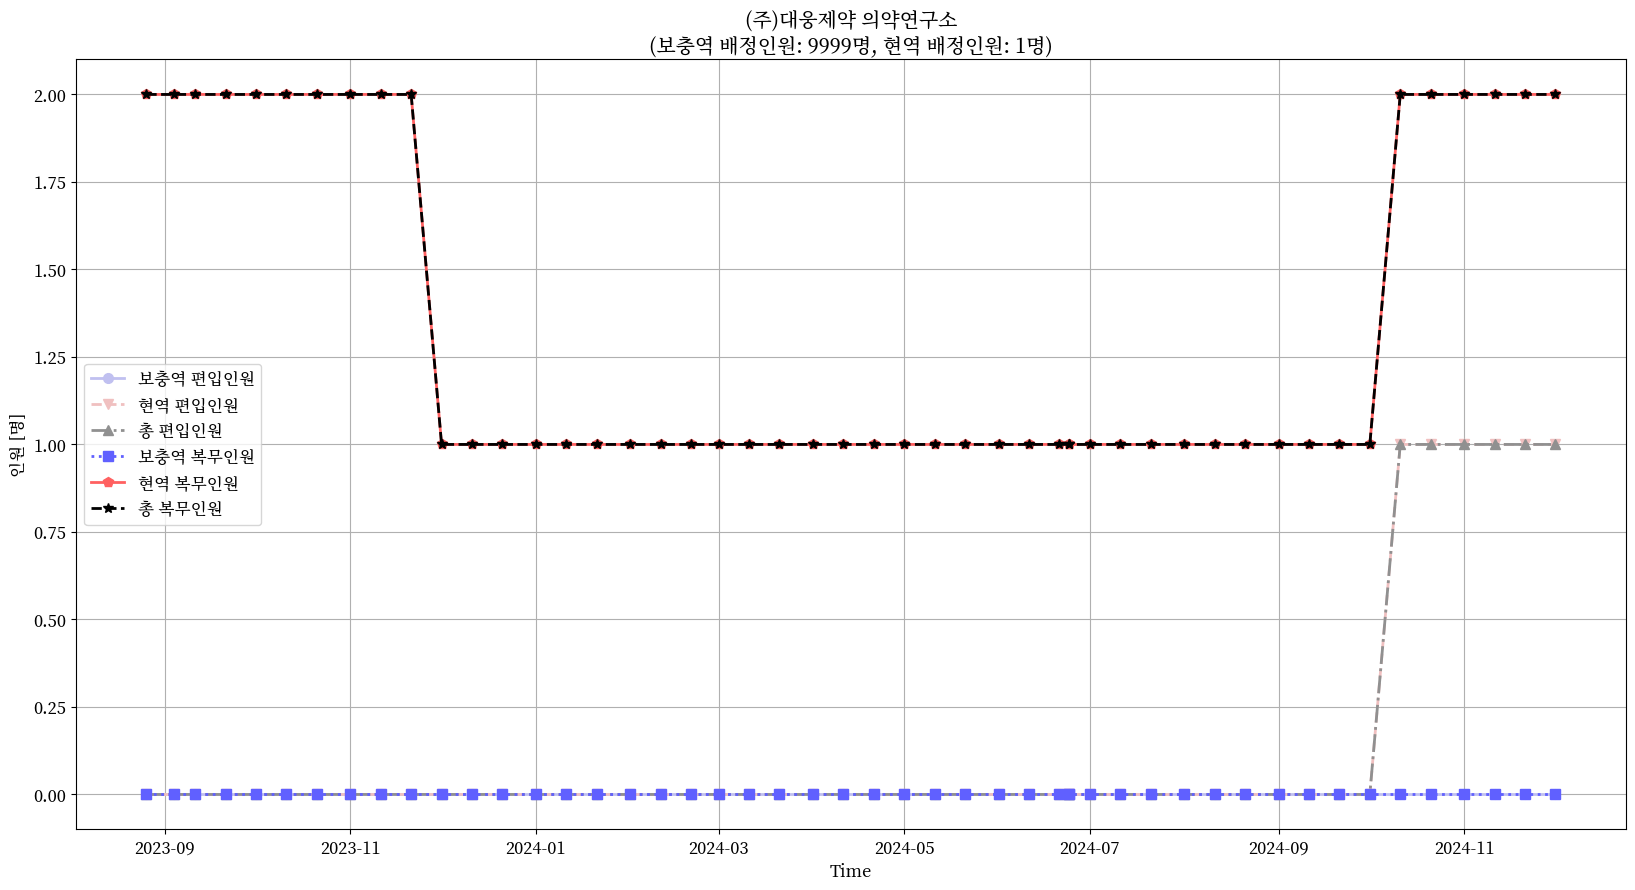 (주)대웅제약 의약연구소
(보충역 배정인원: 9999명, 현역 배정인원: 1명)
인원 [명]
2.00
1.75
1.50
1.25
1.00
0.75
0.50
0.25
0.00
보충역 편입인원
현역 편입인원
총 편입인원
보충역 복무인원
현역 복무인원
총 복무인원
2023-09
2023-11
2024-01
2024-03
2024-05
2024-07
2024-09
2024-11
Time